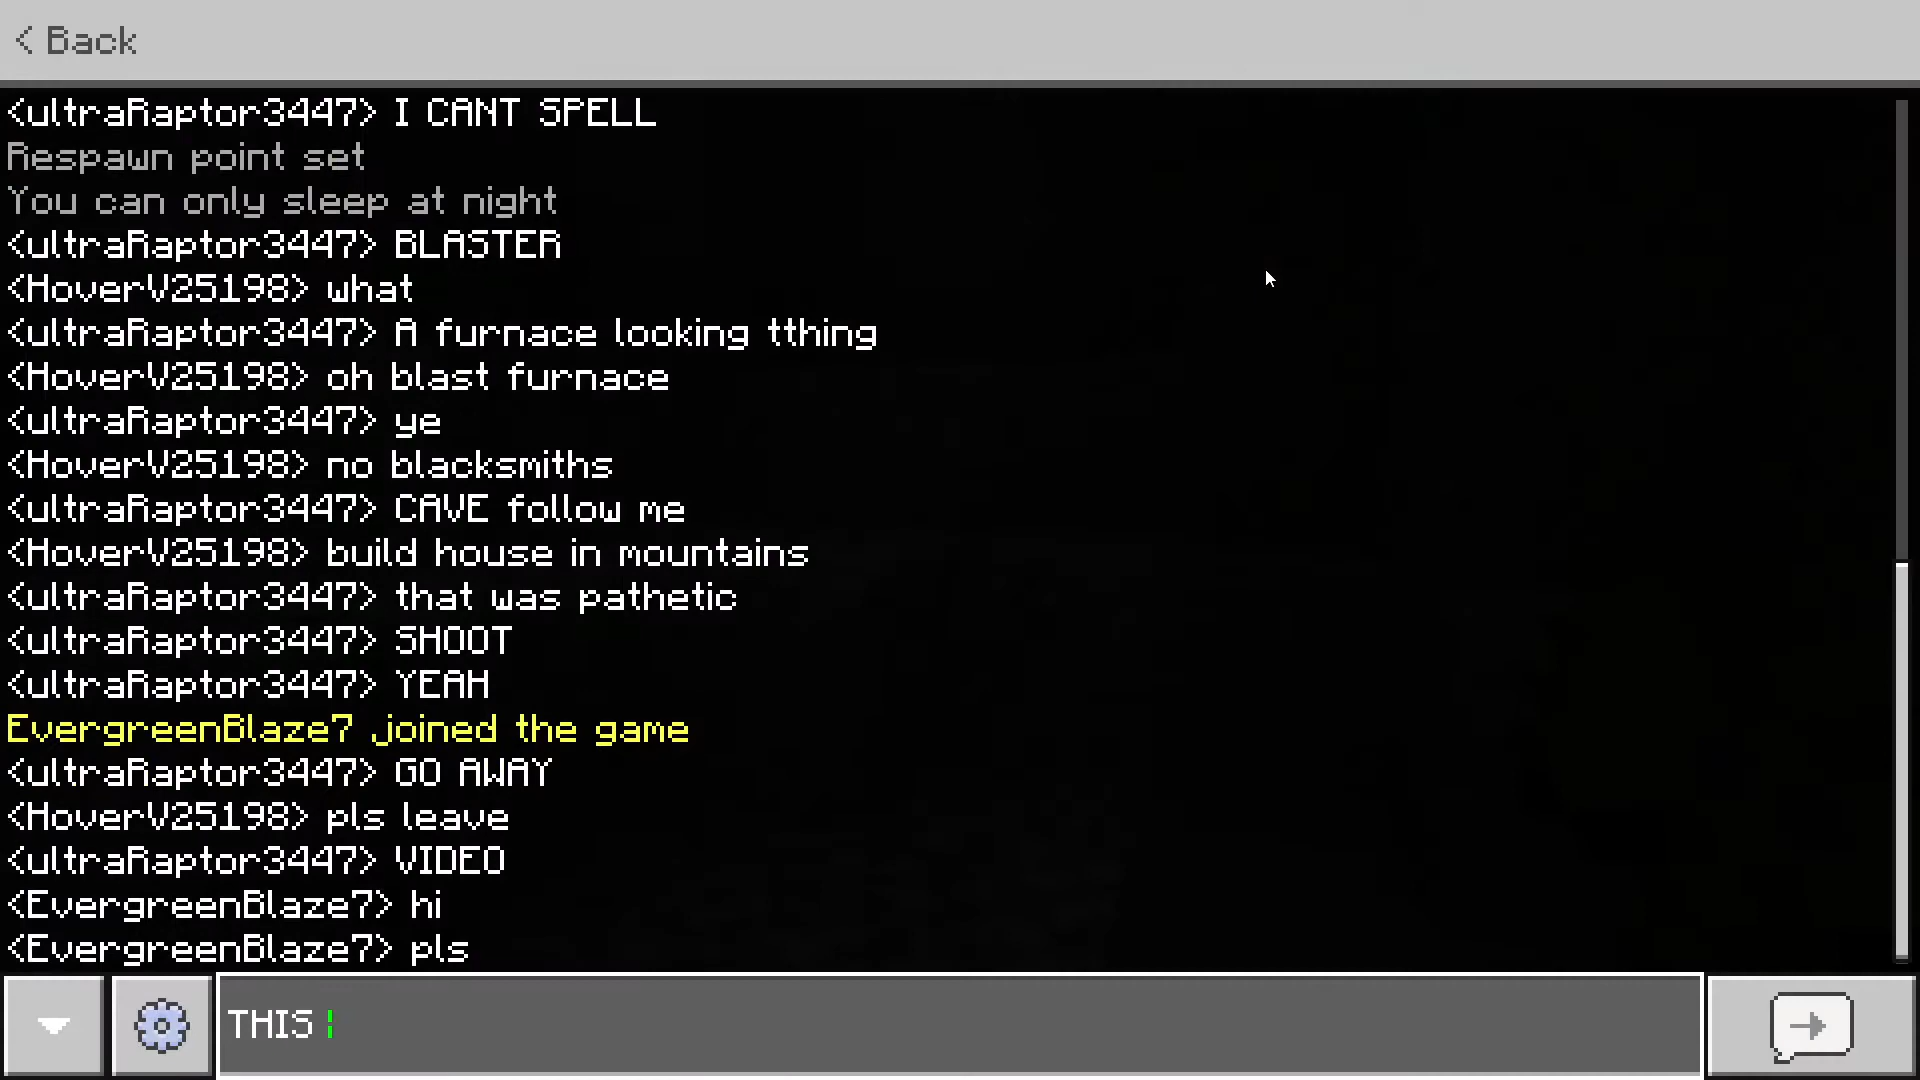 < Back
<ultraRaptor3447> I CANT SPELL
Respawn point set
You can only sleep at night
<ultraRaptor3447> BLASTER
<HoverV25198> what
<ultraRaptor3447> A furnace looking tthing
<HoverV25198> oh blast furnace
<ultraRaptor3447> ye
<HoverV25198> no blacksmiths
<ultraRaptor3447> CAVE follow me
<HoverV25198> build house in mountains
<ultraRaptor3447> that was pathetic
<ultraRaptor3447> SHOOT
<ultraRaptor3447> YEAH
EvergreenBlaze7 joined the game
<ultraRaptor3447> GO AWAY
<HoverV25198> pls leave
<ultraRaptor3447> VIDEO
<EvergreenBlaze7> hi
<EvergreenBlaze7> pls
THIS